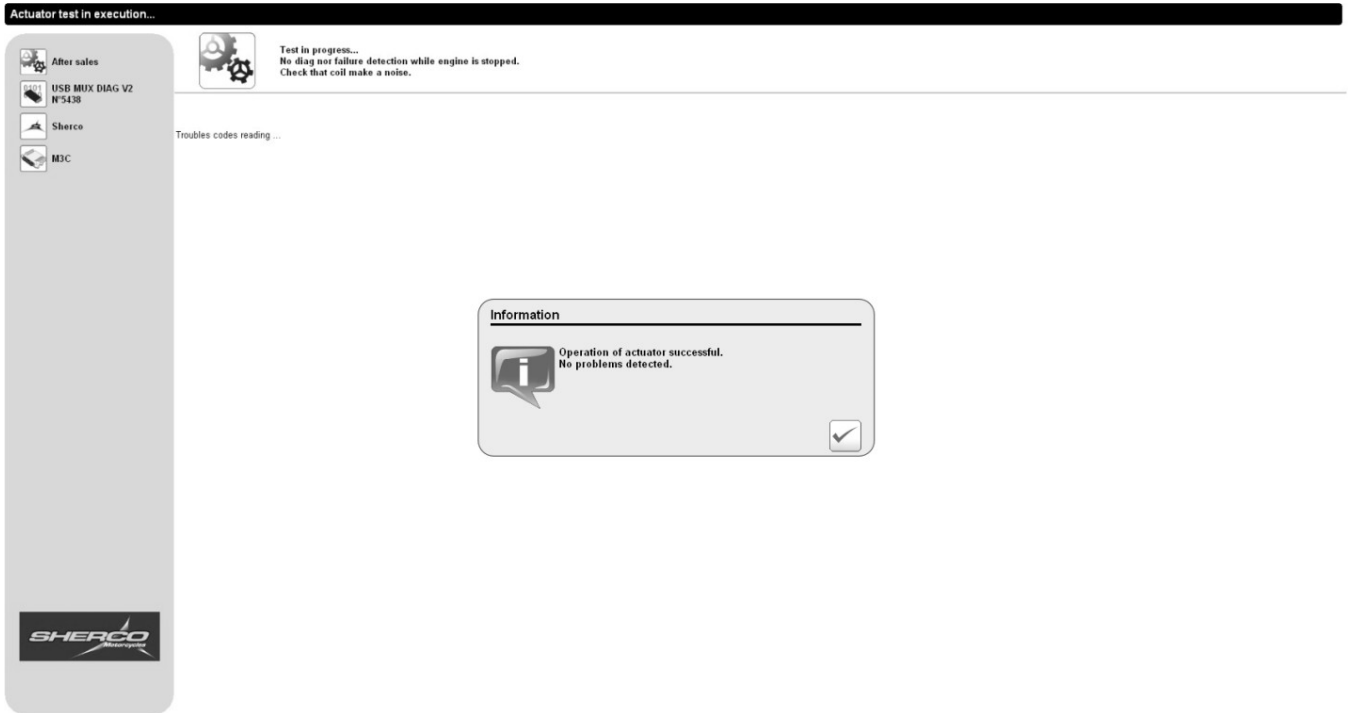 Actuator test in execution...
After sales
USB MUX DIAG V2
N°5438
Sherco
M3C
Test in progress...
No diag nor failure detection while engine is stopped.
Check that coil make a noise.
Troubles codes reading ...
Information
Operation of actuator successful.
No problems detected.
SHERCO
Motorcycles